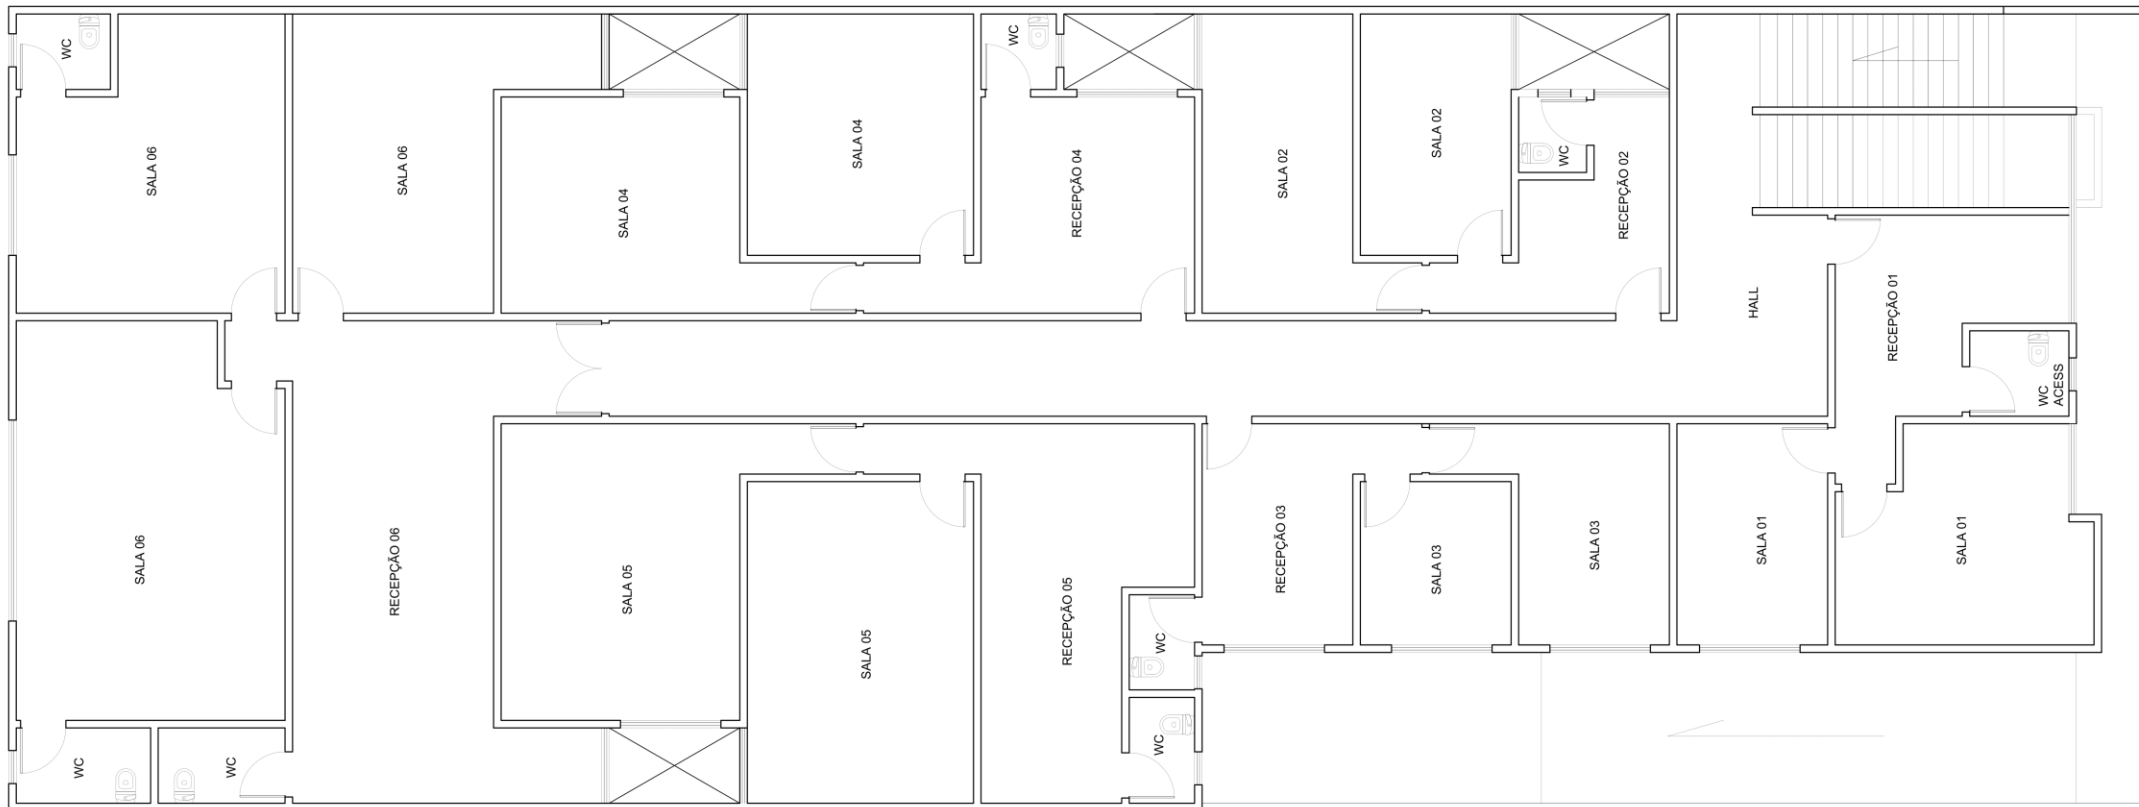 WC
WC
SALA 06
SALA 06
SALA 04
SALA 04
RECEPÇÃO 04
SALA 02
SALA 02
WC
RECEPÇÃO 02
HALL
RECEPÇÃO 01
WC
ACESS
SALA 06
RECEPÇÃO 06
SALA 05
SALA 05
RECEPÇÃO 05
RECEPÇÃO 03
SALA 03
SALA 03
SALA 01
SALA 01
WC
WC
WC
WC